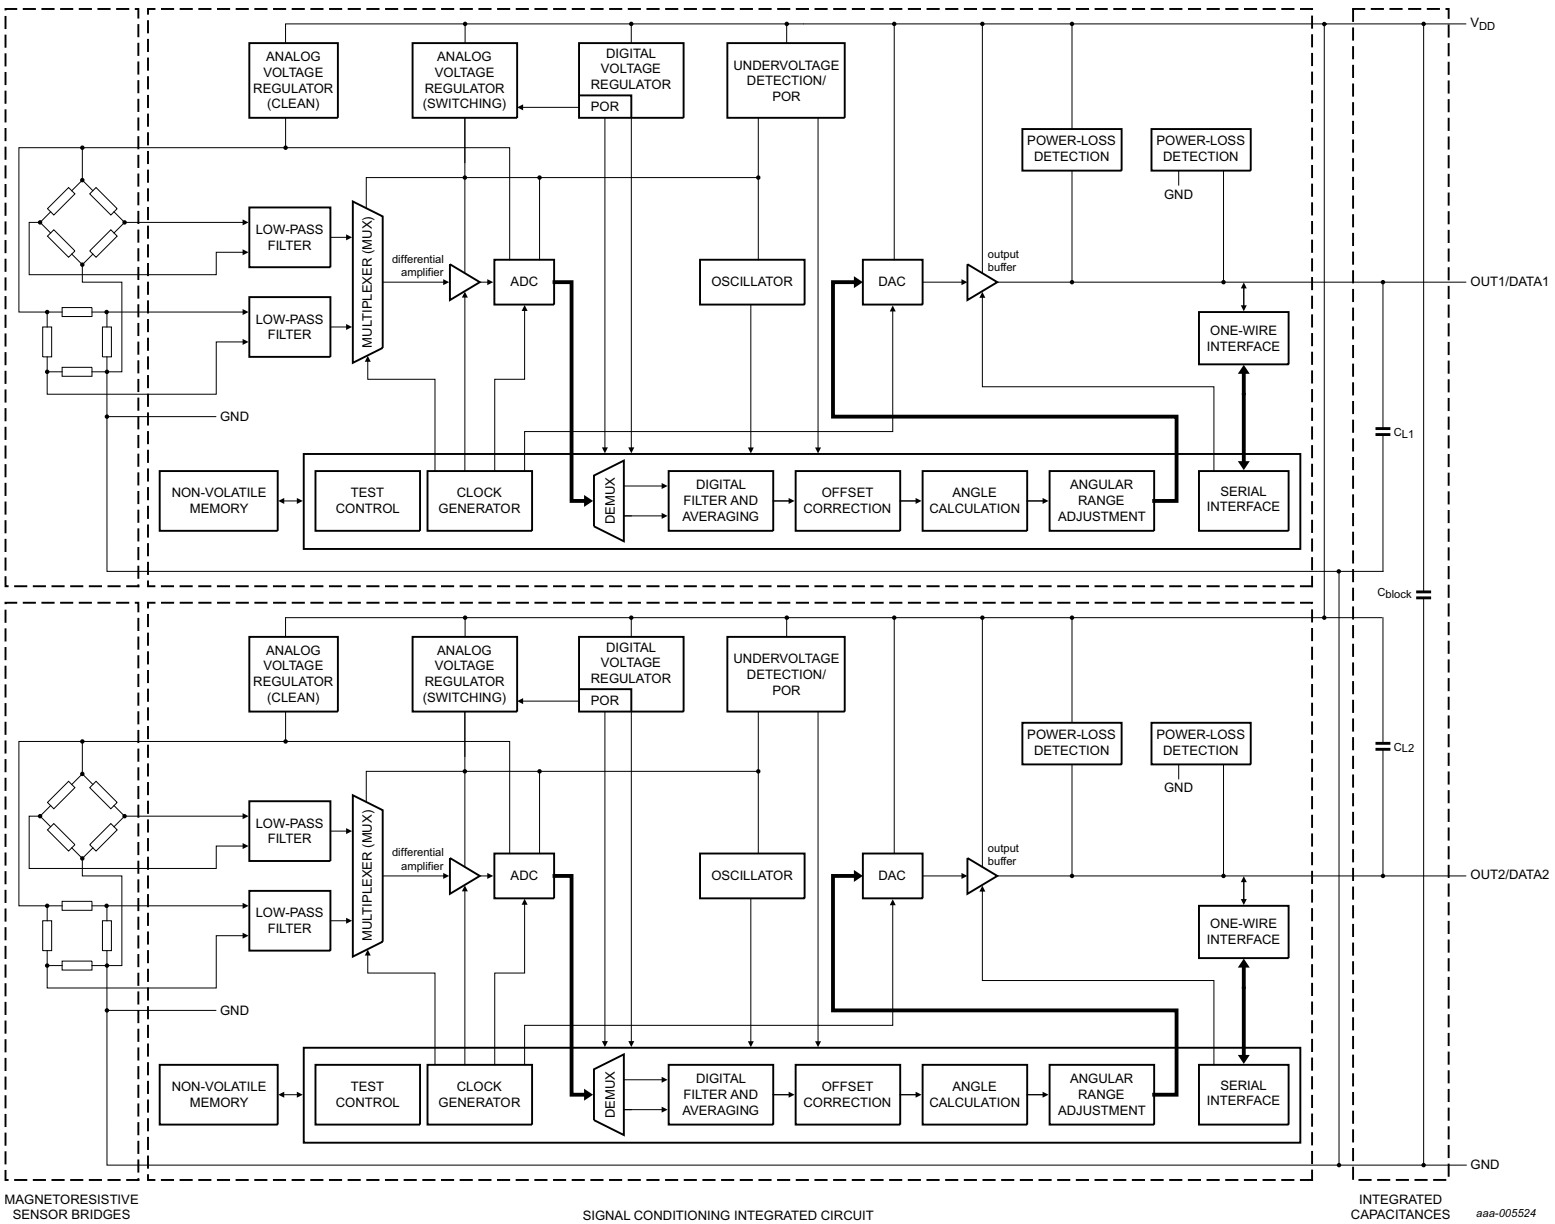 VDD
ANALOG
VOLTAGE
REGULATOR
(CLEAN)
ANALOG
VOLTAGE
REGULATOR
(SWITCHING)
DIGITAL
VOLTAGE
REGULATOR
POR
UNDERVOLTAGE
DETECTION/
POR
POWER-LOSS
DETECTION
POWER-LOSS
DETECTION
GND
LOW-PASS
FILTER
LOW-PASS
FILTER
MULTIPLEXER (MUX)
differential
amplifier
ADC
OSCILLATOR
DAC
output
buffer
OUT1/DATA1
ONE-WIRE
INTERFACE
GND
CL1
NON-VOLATILE
MEMORY
TEST
CONTROL
CLOCK
GENERATOR
DEMUX
DIGITAL
FILTER AND
AVERAGING
OFFSET
CORRECTION
ANGLE
CALCULATION
ANGULAR
RANGE
ADJUSTMENT
SERIAL
INTERFACE
Cblock
ANALOG
VOLTAGE
REGULATOR
(CLEAN)
ANALOG
VOLTAGE
REGULATOR
(SWITCHING)
DIGITAL
VOLTAGE
REGULATOR
POR
UNDERVOLTAGE
DETECTION/
POR
POWER-LOSS
DETECTION
POWER-LOSS
DETECTION
GND
CL2
LOW-PASS
FILTER
LOW-PASS
FILTER
MULTIPLEXER (MUX)
differential
amplifier
ADC
OSCILLATOR
DAC
output
buffer
OUT2/DATA2
ONE-WIRE
INTERFACE
GND
NON-VOLATILE
MEMORY
TEST
CONTROL
CLOCK
GENERATOR
DEMUX
DIGITAL
FILTER AND
AVERAGING
OFFSET
CORRECTION
ANGLE
CALCULATION
ANGULAR
RANGE
ADJUSTMENT
SERIAL
INTERFACE
GND
MAGNETORESISTIVE
SENSOR BRIDGES
SIGNAL CONDITIONING INTEGRATED CIRCUIT
INTEGRATED
CAPACITANCES
aaa-005524